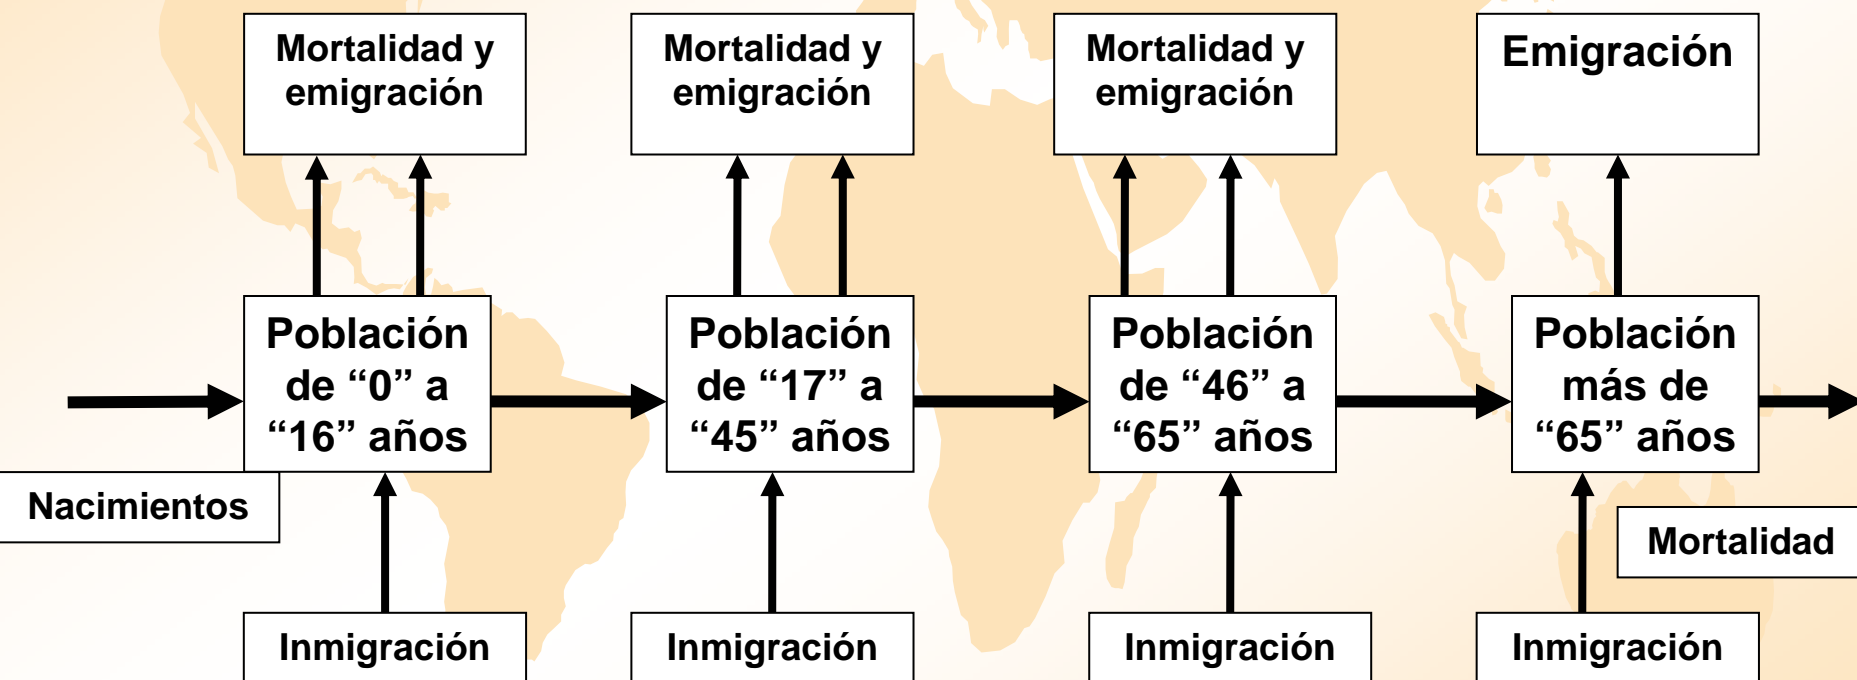 Mortalidad y
emigración
Mortalidad y
emigración
Mortalidad y
emigración
Emigración
Población
de “0” a
“16” años
Población
de “17” a
“45” años
Población
de “46” a
“65” años
Población
más de
“65” años
Nacimientos
Mortalidad
Inmigración
Inmigración
Inmigración
Inmigración